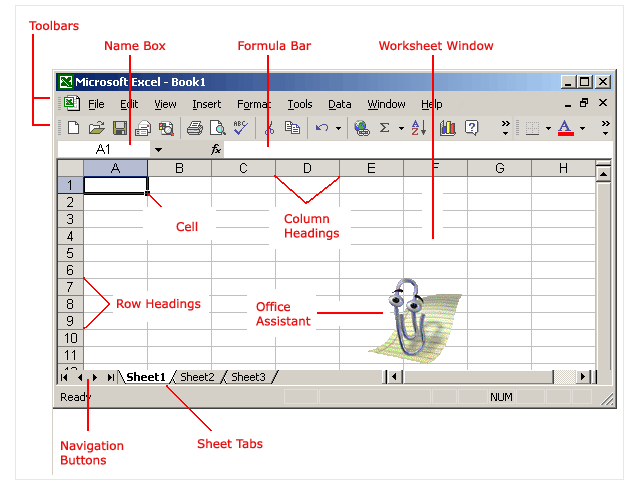 Toolbars
Name Box
Formula Bar
Worksheet Window
Microsoft Excel - Book1
File Edit View Insert Format Tools Data Window Help
ABC
Σ
A
Z
?
A
A1
fx
A B C D E F G H
1
2
3
4
5
6
7
8
9
10
11
Cell
Column
Headings
Row Headings
Office
Assistant
Sheet1 Sheet2 Sheet3
Ready
NUM
Navigation
Buttons
Sheet Tabs